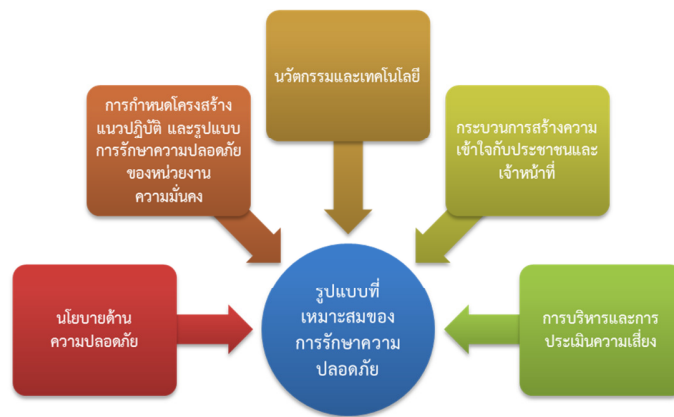 นวัตกรรมและเทคโนโลยี
การกำหนดโครงสร้าง
แนวปฏิบัติ และรูปแบบ
การรักษาความปลอดภัย
ของหน่วยงาน
ความมั่นคง
กระบวนการสร้างความ
เข้าใจกับประชาชนและ
เจ้าหน้าที่
นโยบายด้าน
ความปลอดภัย
รูปแบบที่
เหมาะสมของ
การรักษาความ
ปลอดภัย
การบริหารและการ
ประเมินความเสี่ยง